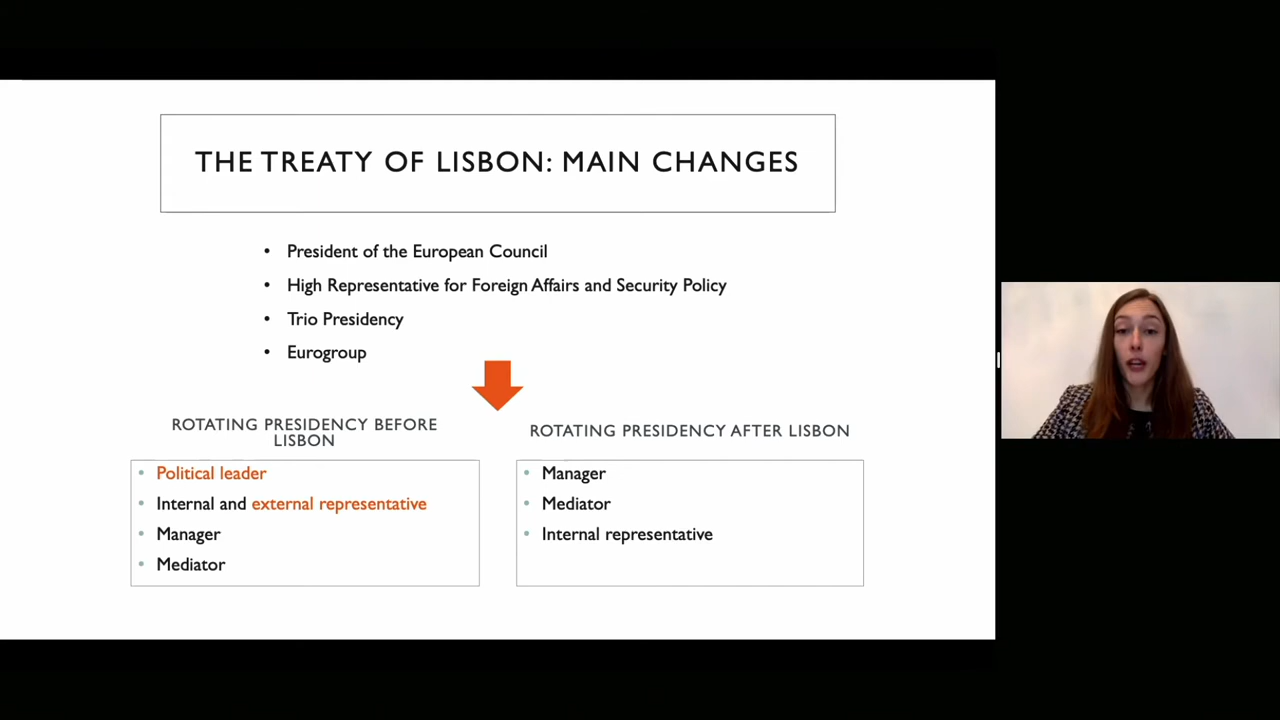 THE TREATY OF LISBON: MAIN CHANGES
• President of the European Council
• High Representative for Foreign Affairs and Security Policy
• Trio Presidency
• Eurogroup
ROTATING PRESIDENCY BEFORE
LISBON
• Political leader
• Internal and external representative
• Manager
• Mediator
ROTATING PRESIDENCY AFTER LISBON
• Manager
• Mediator
• Internal representative